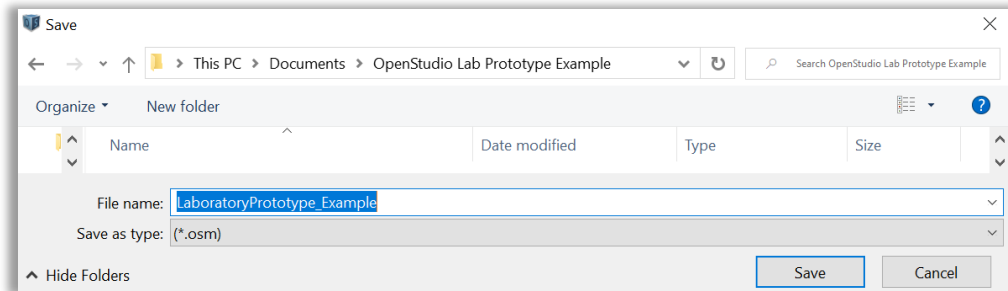 Save
This PC > Documents > OpenStudio Lab Prototype Example
Search OpenStudio Lab Prototype Example
Organize New folder
?
Name Date modified Type Size
File name: LaboratoryPrototype_Example
Save as type: (*.osm)
Hide Folders Save Cancel